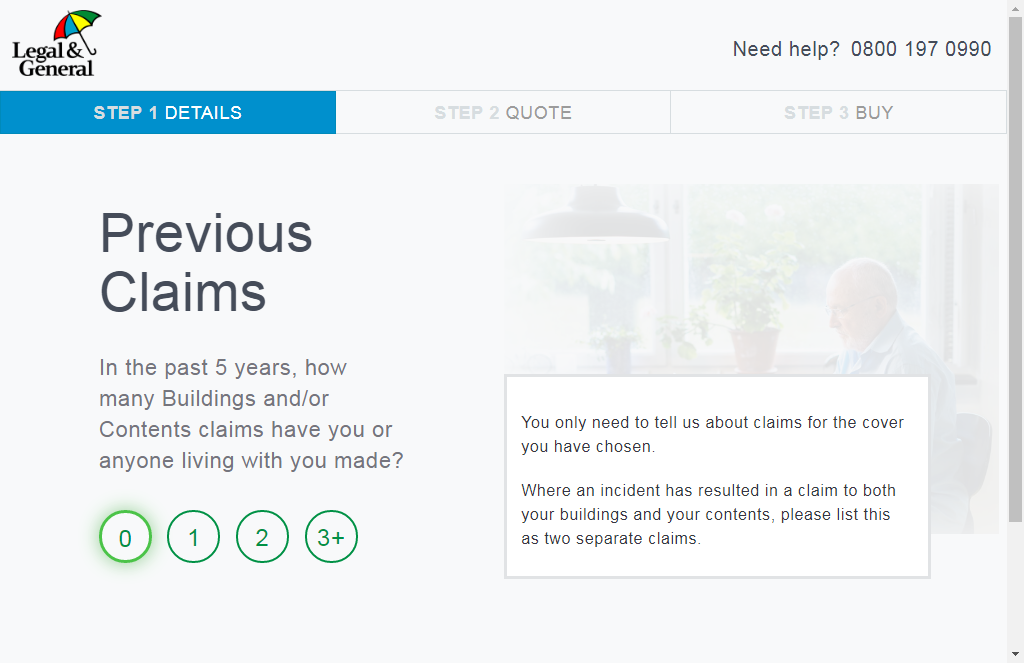 Legal &
General
Need help? 0800 197 0990
STEP 1 DETAILS
STEP 2 QUOTE
STEP 3 BUY
Previous
Claims
In the past 5 years, how
many Buildings and/or
Contents claims have you or
anyone living with you made?
0
1
2
3+
You only need to tell us about claims for the cover
you have chosen.
Where an incident has resulted in a claim to both
your buildings and your contents, please list this
as two separate claims.